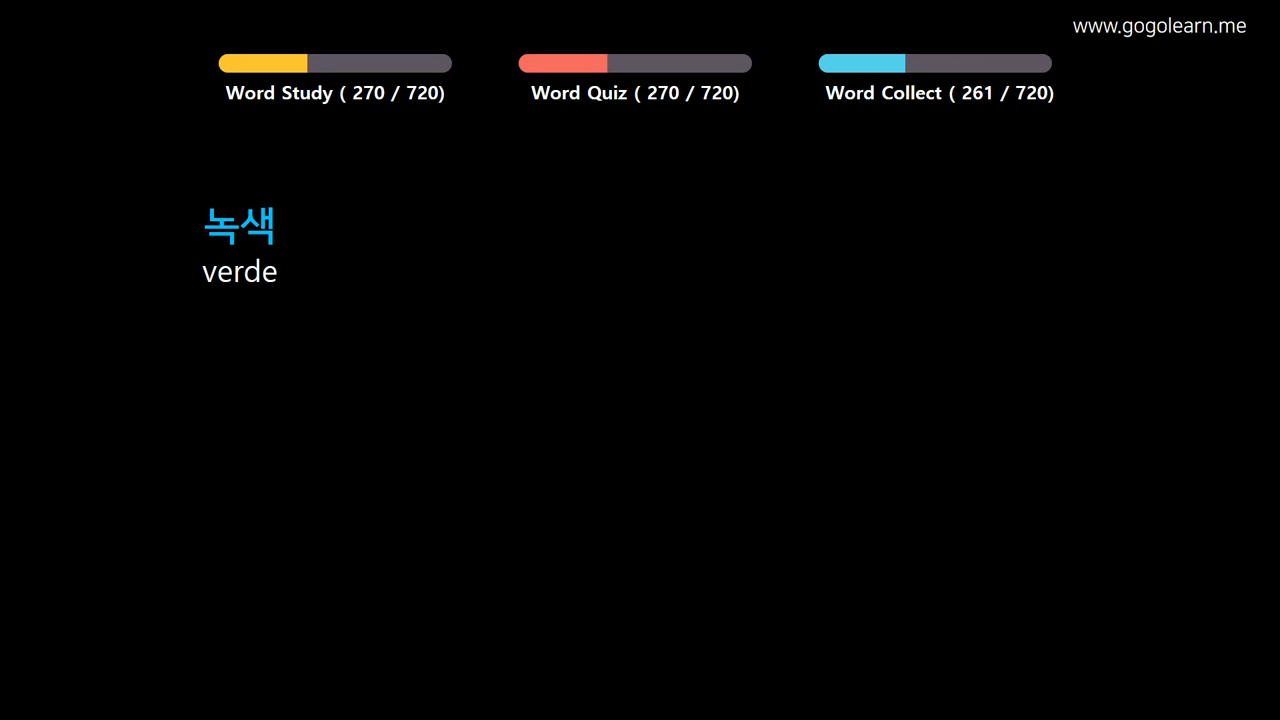 www.gogolearn.me
Word Study ( 270 / 720)
Word Quiz ( 270 / 720)
Word Collect ( 261 / 720)
녹색
verde